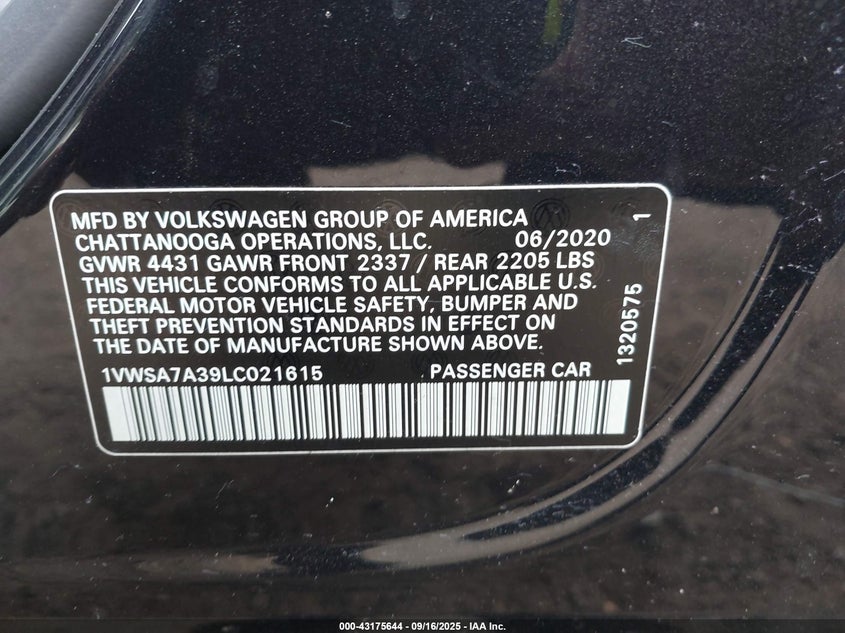 MFD BY VOLKSWAGEN GROUP OF AMERICA
CHATTANOOGA OPERATIONS, LLC. 06/2020
GVWR 4431 GAWR FRONT 2337 / REAR 2205 LBS
THIS VEHICLE CONFORMS TO ALL APPLICABLE U.S.
FEDERAL MOTOR VEHICLE SAFETY, BUMPER AND
THEFT PREVENTION STANDARDS IN EFFECT ON
THE DATE OF MANUFACTURE SHOWN ABOVE.
1VWSA7A39LC021615 PASSENGER CAR
1320575 1
000-43175644 - 09/16/2025 - IAA Inc.